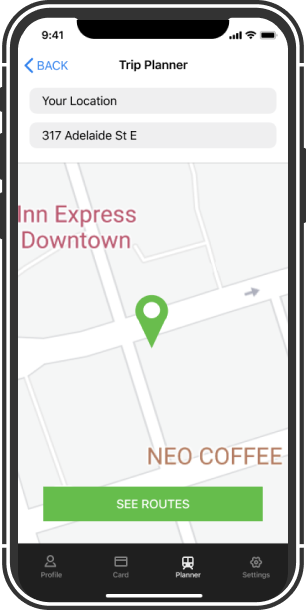 9:41
BACK
Trip Planner
Your Location
317 Adelaide St E
Inn Express
Downtown
NEO COFFEE
SEE ROUTES
Profile
Card
Planner
Settings